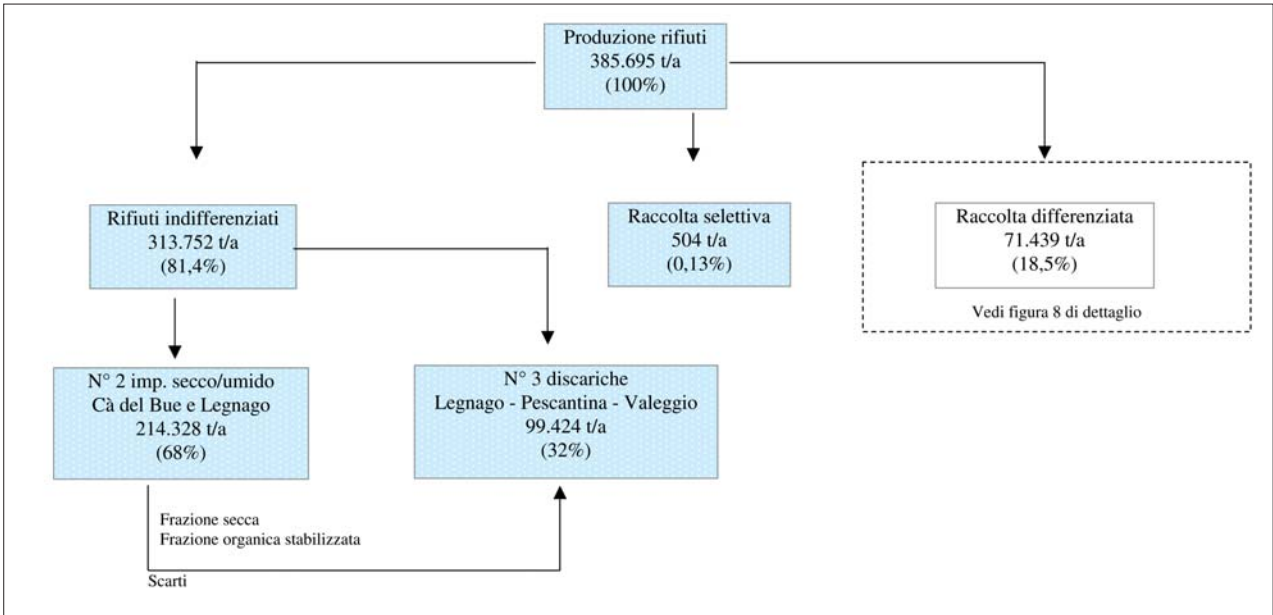 Produzione rifiuti
385.695 t/a
(100%)
Rifiuti indifferenziati
313.752 t/a
(81,4%)
Raccolta selettiva
504 t/a
(0,13%)
Raccolta differenziata
71.439 t/a
(18,5%)
Vedi figura 8 di dettaglio
N° 2 imp. secco/umido
Cà del Bue e Legnago
214.328 t/a
(68%)
N° 3 discariche
Legnago - Pescantina - Valeggio
99.424 t/a
(32%)
Frazione secca
Frazione organica stabilizzata
Scarti